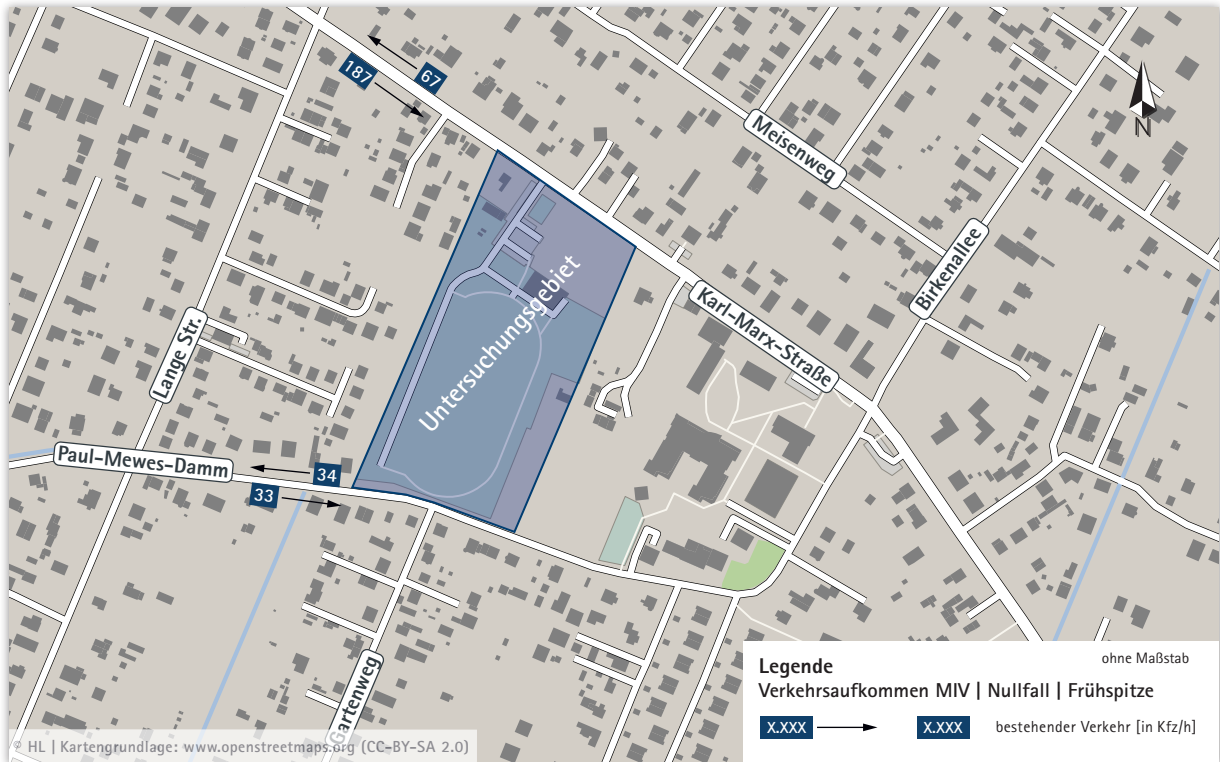 187
67
Meisenweg
N
Birkenallee
Untersuchungsgebiet
Karl-Marx-Straße
Lange Str.
Paul-Mewes-Damm
34
33
Gartenweg
Legende
ohne Maßstab
Verkehrsaufkommen MIV | Nullfall | Frühspitze
X.XXX X.XXX bestehender Verkehr [in Kfz/h]
© HL | Kartengrundlage: www.openstreetmaps.org (CC-BY-SA 2.0)